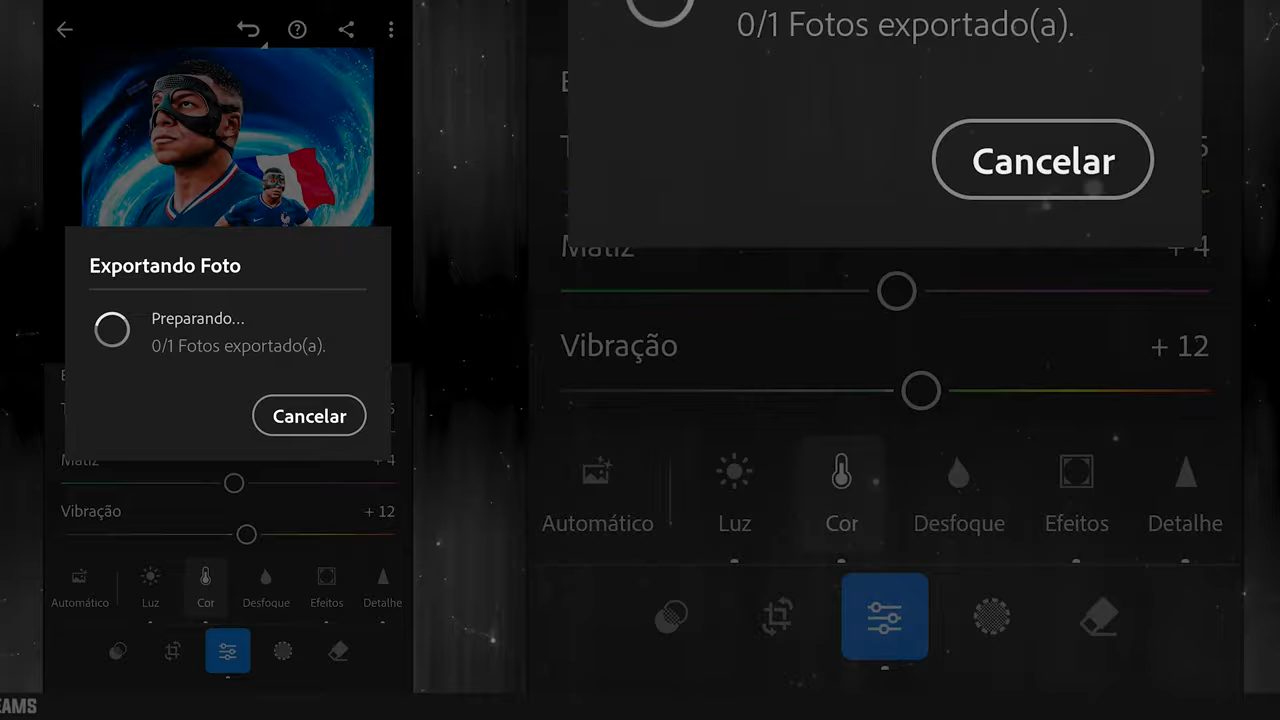 Exportando Foto
Preparando...
0/1 Fotos exportado(a).
Cancelar
Matiz
+ 4
Vibração
+ 12
Automático
Luz
Cor
Desfoque
Efeitos
Detalhe
EAMS
0/1 Fotos exportado(a).
Cancelar
Matiz
+ 4
Vibração
+ 12
Automático
Luz
Cor
Desfoque
Efeitos
Detalhe